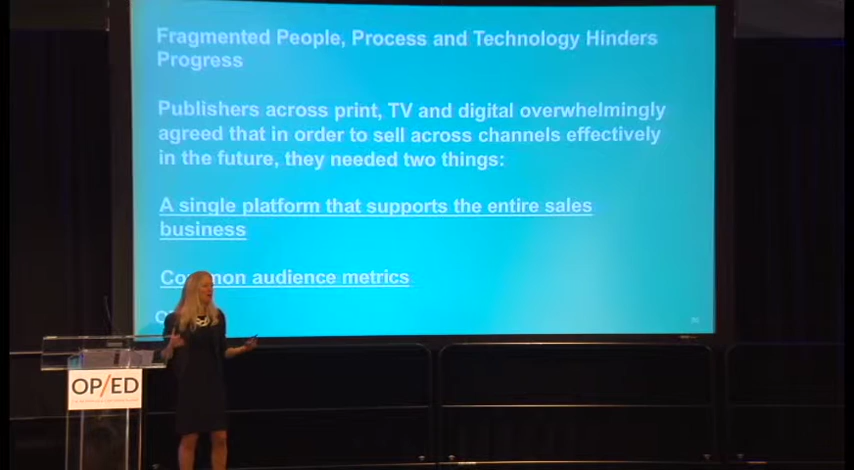 Fragmented People, Process and Technology Hinders
Progress
Publishers across print, TV and digital overwhelmingly
agreed that in order to sell across channels effectively
in the future, they needed two things:
A single platform that supports the entire sales
business
Common audience metrics
OP/ED